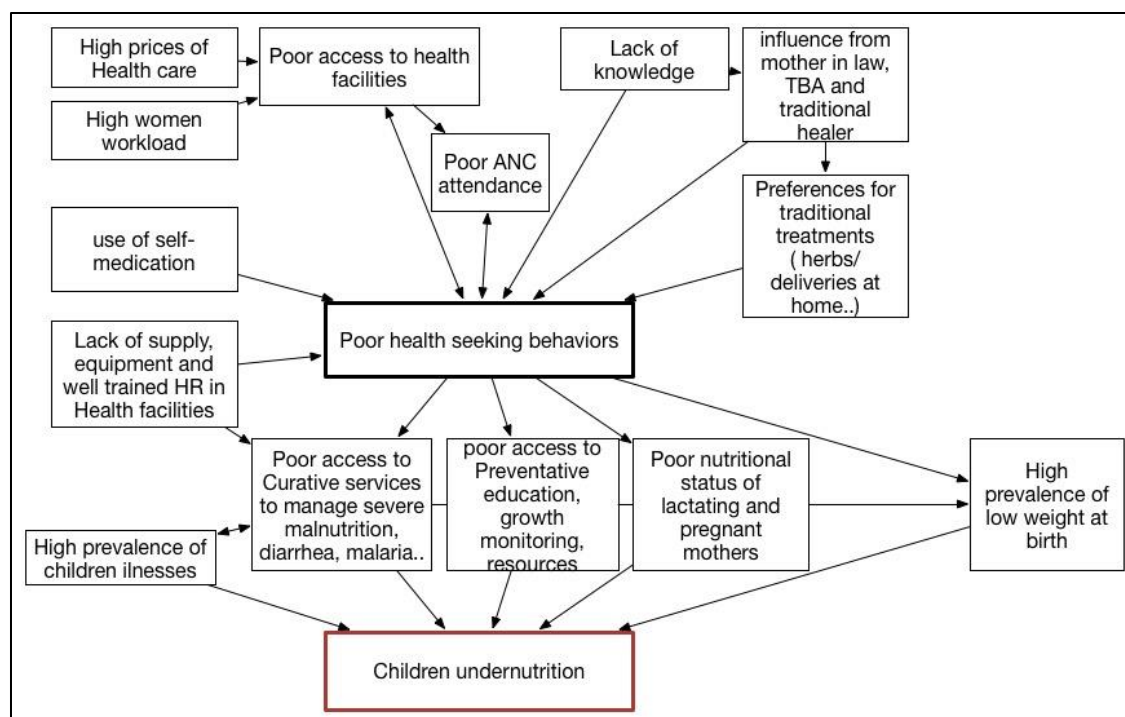 High prices of
Health care
Poor access to health
facilities
Lack of
knowledge
influence from
mother in law,
TBA and
traditional
healer
High women
workload
Poor ANC
attendance
Preferences for
traditional
treatments
( herbs/
deliveries at
home..)
use of self-
medication
Poor health seeking behaviors
Lack of supply,
equipment and
well trained HR in
Health facilities
Poor access to
Curative services
to manage severe
malnutrition,
diarrhea, malaria..
poor access to
Preventative
education,
growth
monitoring,
resources
Poor nutritional
status of
lactating and
pregnant
mothers
High
prevalence of
low weight at
birth
High prevalence of
children ilnesses
Children undernutrition